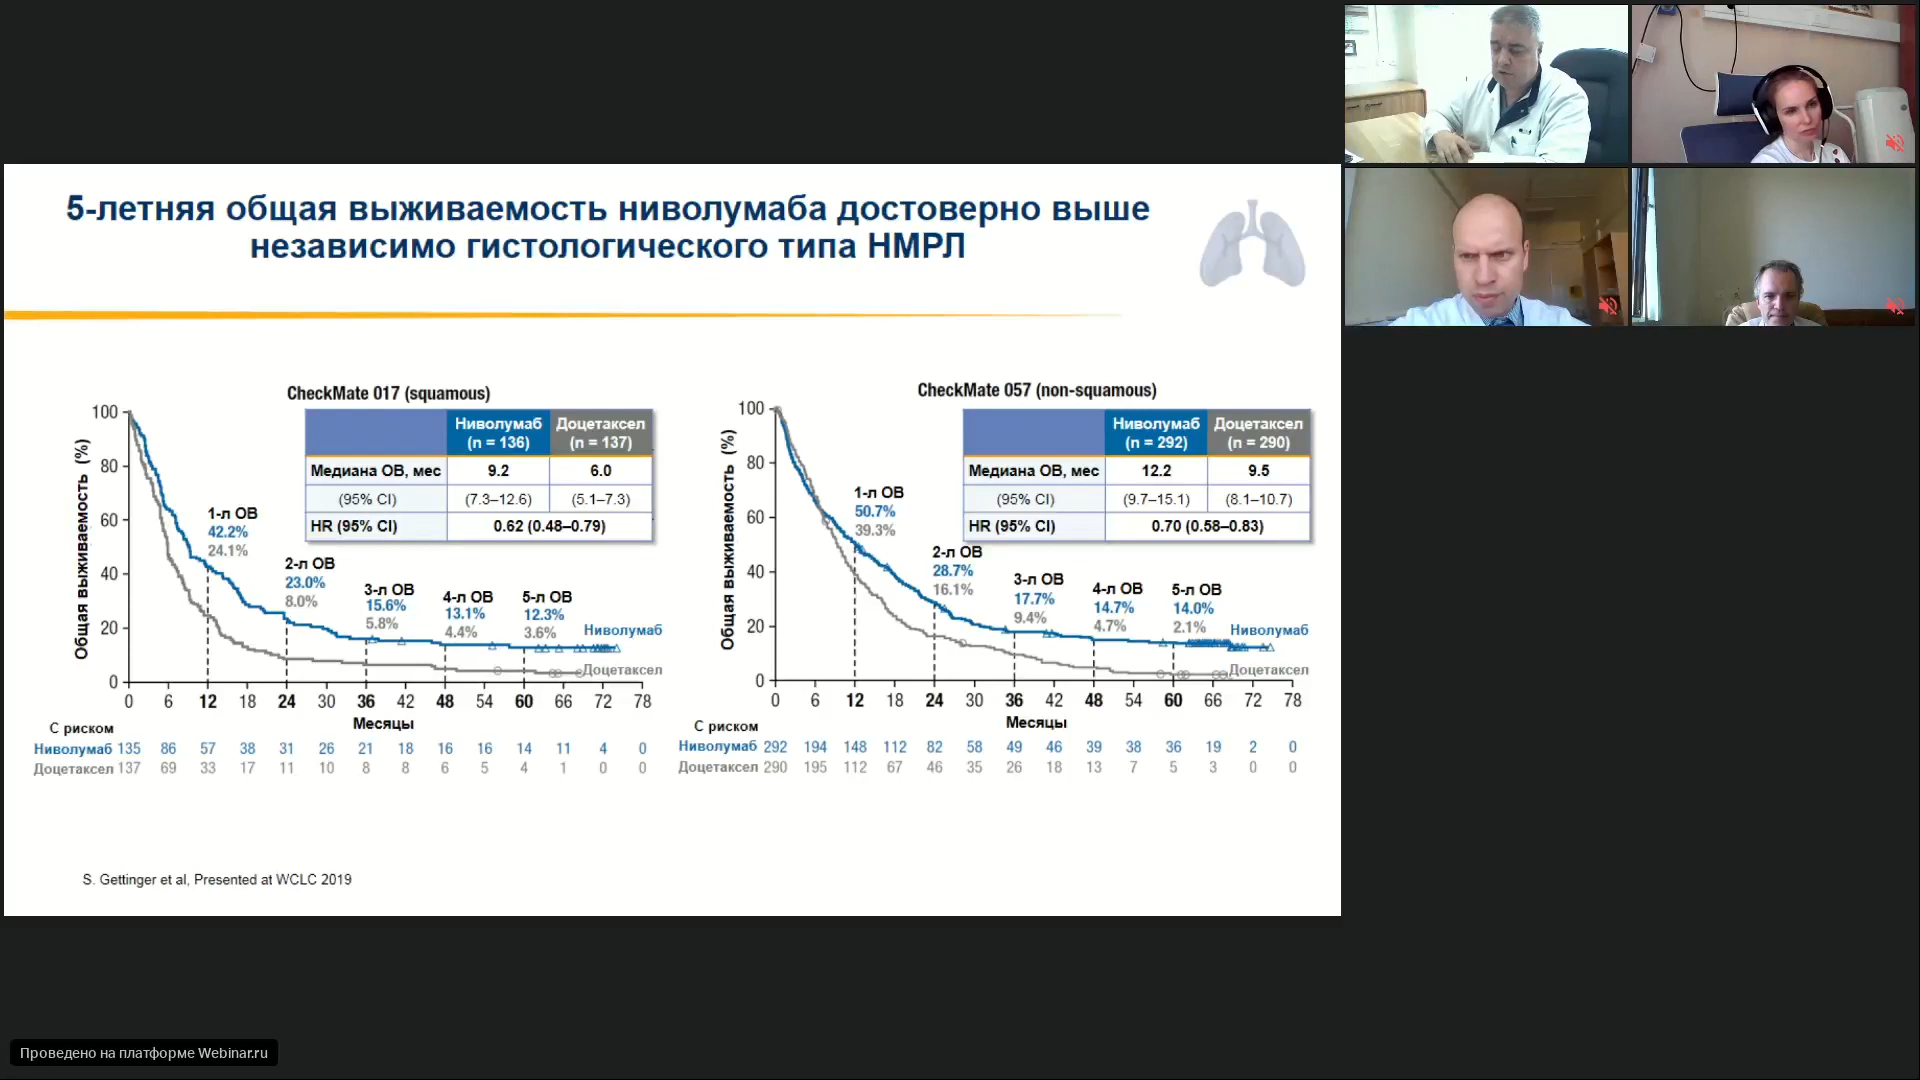 5-летняя общая выживаемость ниволумаба достоверно выше
независимо гистологического типа НМРЛ
CheckMate 017 (squamous)
Общая выживаемость (%)
100
80
60
40
20
0
Ниволумаб (n = 136) Доцетаксел (n = 137)
Медиана ОВ, мес 9.2 6.0
(95% CI) (7.3–12.6) (5.1–7.3)
HR (95% CI) 0.62 (0.48–0.79)
1-л ОВ
42.2%
24.1%
2-л ОВ
23.0%
8.0%
3-л ОВ
15.6%
5.8%
4-л ОВ
13.1%
4.4%
5-л ОВ
12.3%
3.6%
Ниволумаб
Доцетаксел
0 6 12 18 24 30 36 42 48 54 60 66 72 78
Месяцы
С риском
Ниволумаб 135 86 57 38 31 26 21 18 16 16 14 11 4 0
Доцетаксел 137 69 33 17 11 10 8 8 6 5 4 1 0 0
CheckMate 057 (non-squamous)
Общая выживаемость (%)
100
80
60
40
20
0
Ниволумаб (n = 292) Доцетаксел (n = 290)
Медиана ОВ, мес 12.2 9.5
(95% CI) (9.7–15.1) (8.1–10.7)
HR (95% CI) 0.70 (0.58–0.83)
1-л ОВ
50.7%
39.3%
2-л ОВ
28.7%
16.1%
3-л ОВ
17.7%
9.4%
4-л ОВ
14.7%
4.7%
5-л ОВ
14.0%
2.1%
Ниволумаб
Доцетаксел
0 6 12 18 24 30 36 42 48 54 60 66 72 78
Месяцы
С риском
Ниволумаб 292 194 148 112 82 58 49 46 39 38 36 19 2 0
Доцетаксел 290 195 112 67 46 35 26 18 13 7 5 3 0 0
S. Gettinger et al, Presented at WCLC 2019
Проведено на платформе Webinar.ru